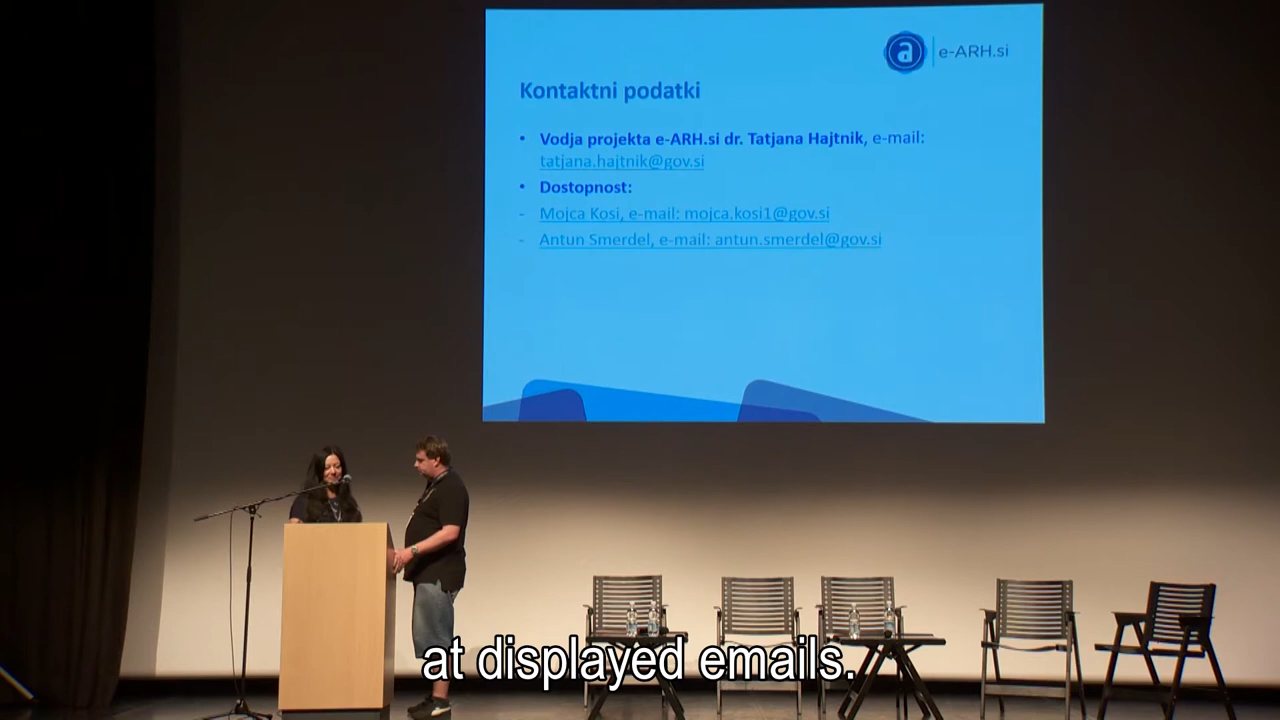 a e-ARH.si
Kontaktni podatki
• Vodja projekta e-ARH.si dr. Tatjana Hajtnik, e-mail:
tatjana.hajtnik@gov.si
• Dostopnost:
- Mojca Kosi, e-mail: mojca.kosi1@gov.si
- Antun Smerdel, e-mail: antun.smerdel@gov.si
at displayed emails.